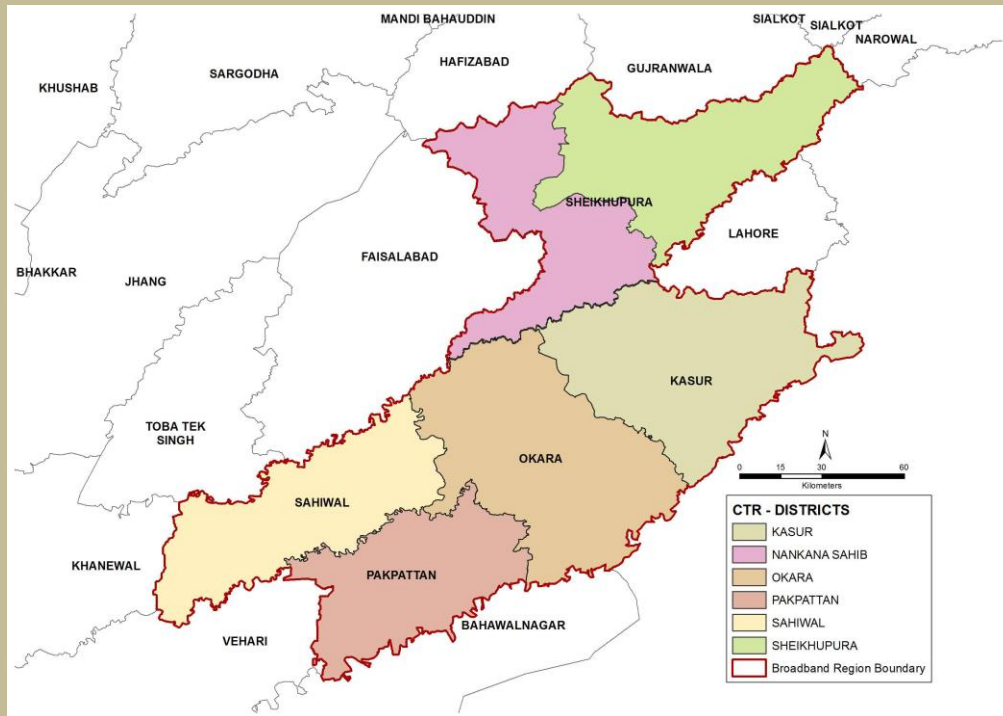 MANDI BAHAUDDIN
SIALKOT
SIALKOT
NAROWAL
HAFIZABAD
GUJRANWALA
SARGODHA
KHUSHAB
SHEIKHUPURA
LAHORE
FAISALABAD
BHAKKAR
JHANG
KASUR
TOBA TEK
SINGH
OKARA
SAHIWAL
KHANEWAL
PAKPATTAN
BAHAWALNAGAR
VEHARI
N
0 15 30 60
Kilometers
CTR - DISTRICTS
KASUR
NANKANA SAHIB
OKARA
PAKPATTAN
SAHIWAL
SHEIKHUPURA
Broadband Region Boundary